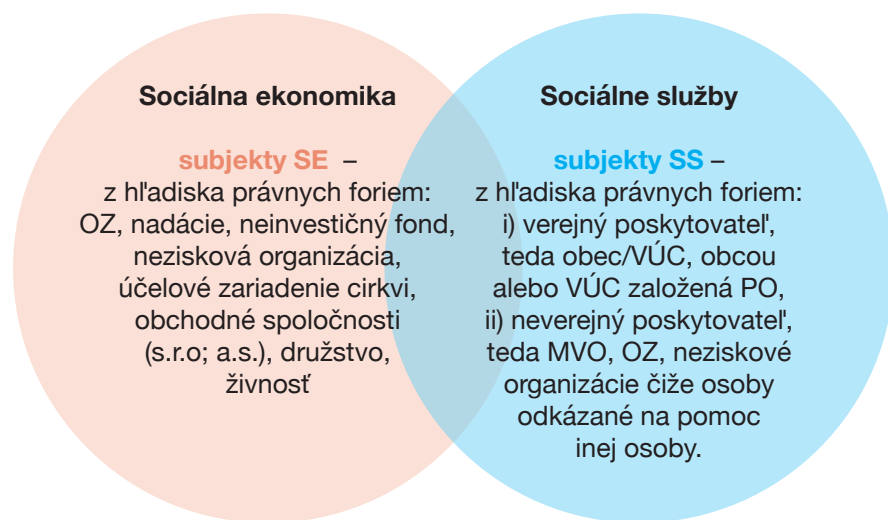 Sociálna ekonomika
subjekty SE –
z hľadiska právnych foriem:
OZ, nadácie, neinvestičný fond,
nezisková organizácia,
účelové zariadenie cirkvi,
obchodné spoločnosti
(s.r.o; a.s.), družstvo,
živnosť
Sociálne služby
subjekty SS –
z hľadiska právnych foriem:
i) verejný poskytovateľ,
teda obec/VÚC, obcou
alebo VÚC založená PO,
ii) neverejný poskytovateľ,
teda MVO, OZ, neziskové
organizácie čiže osoby
odkázané na pomoc
inej osoby.